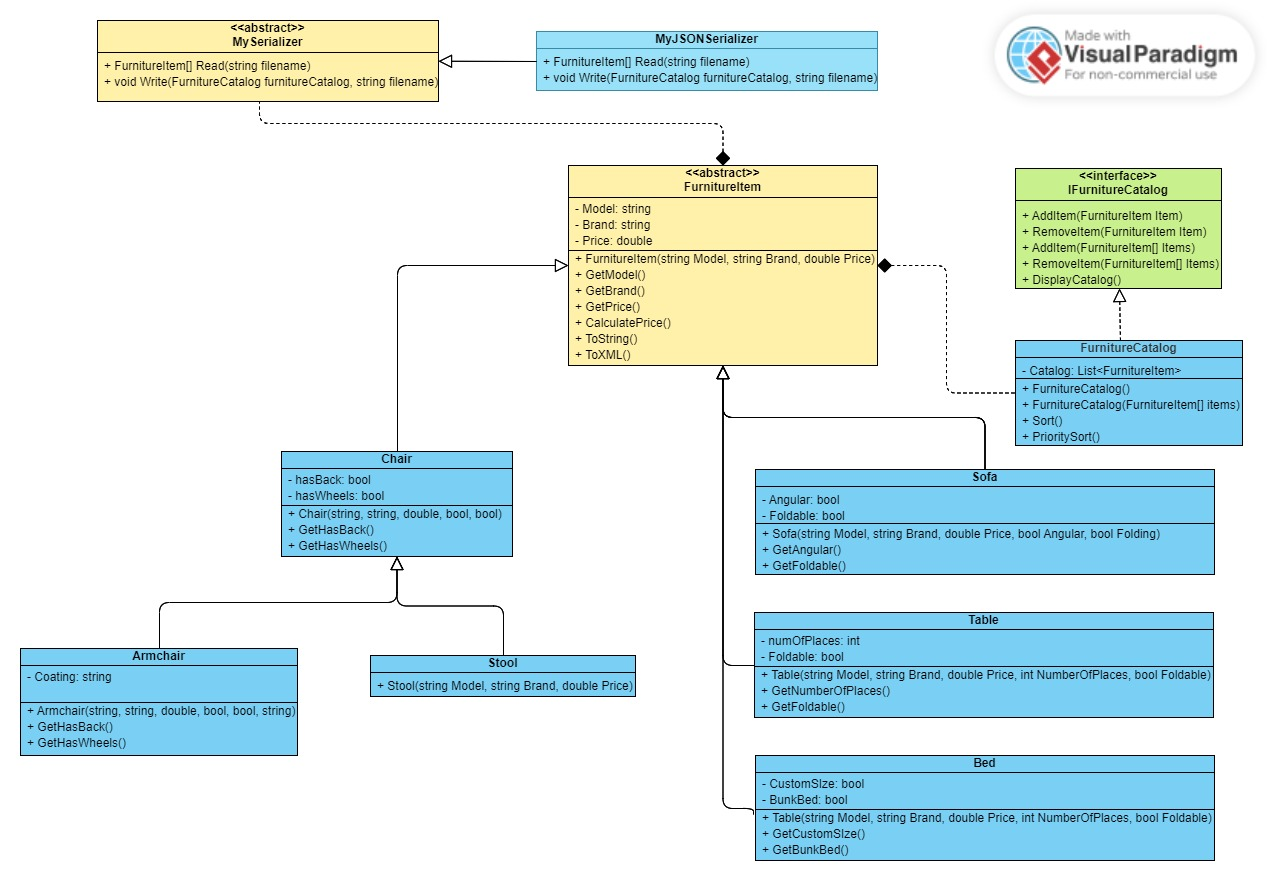 <<abstract>>
MySerializer
+ FurnitureItem[] Read(string filename)
+ void Write(FurnitureCatalog furnitureCatalog, string filename)
MyJSONSerializer
+ FurnitureItem[] Read(string filename)
+ void Write(FurnitureCatalog furnitureCatalog, string filename)
Made with
VisualParadigm
For non-commercial use
<<abstract>>
FurnitureItem
- Model: string
- Brand: string
- Price: double
+ FurnitureItem(string Model, string Brand, double Price)
+ GetModel()
+ GetBrand()
+ GetPrice()
+ CalculatePrice()
+ ToString()
+ ToXML()
<<interface>>
IFurnitureCatalog
+ AddItem(FurnitureItem Item)
+ RemoveItem(FurnitureItem Item)
+ AddItem(FurnitureItem[] Items)
+ RemoveItem(FurnitureItem[] Items)
+ DisplayCatalog()
FurnitureCatalog
- Catalog: List<FurnitureItem>
+ FurnitureCatalog()
+ FurnitureCatalog(FurnitureItem[] items)
+ Sort()
+ PrioritySort()
Chair
- hasBack: bool
- hasWheels: bool
+ Chair(string, string, double, bool, bool)
+ GetHasBack()
+ GetHasWheels()
Sofa
- Angular: bool
- Foldable: bool
+ Sofa(string Model, string Brand, double Price, bool Angular, bool Folding)
+ GetAngular()
+ GetFoldable()
Armchair
- Coating: string
+ Armchair(string, string, double, bool, bool, string)
+ GetHasBack()
+ GetHasWheels()
Stool
+ Stool(string Model, string Brand, double Price)
Table
- numOfPlaces: int
- Foldable: bool
+ Table(string Model, string Brand, double Price, int NumberOfPlaces, bool Foldable)
+ GetNumberOfPlaces()
+ GetFoldable()
Bed
- CustomSIze: bool
- BunkBed: bool
+ Table(string Model, string Brand, double Price, int NumberOfPlaces, bool Foldable)
+ GetCustomSIze()
+ GetBunkBed()